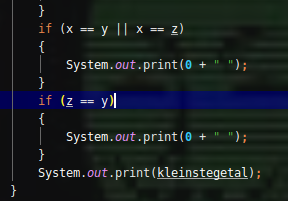 }
if (x == y || x == z)
{
System.out.print(0 + " ");
}
if (z == y)
{
System.out.print(0 + " ");
}
System.out.print(kleinstegetal);
}